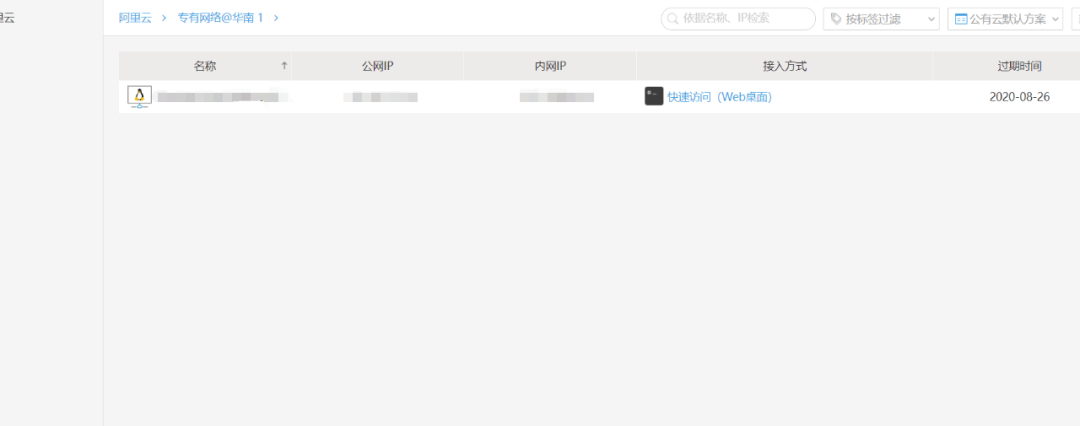 里云
阿里云 > 专有网络@华南 1 >
依据名称、IP检索
按标签过滤
公有云默认方案
名称 ↑ 公网IP 内网IP 接入方式 过期时间
快速访问（Web桌面） 2020-08-26